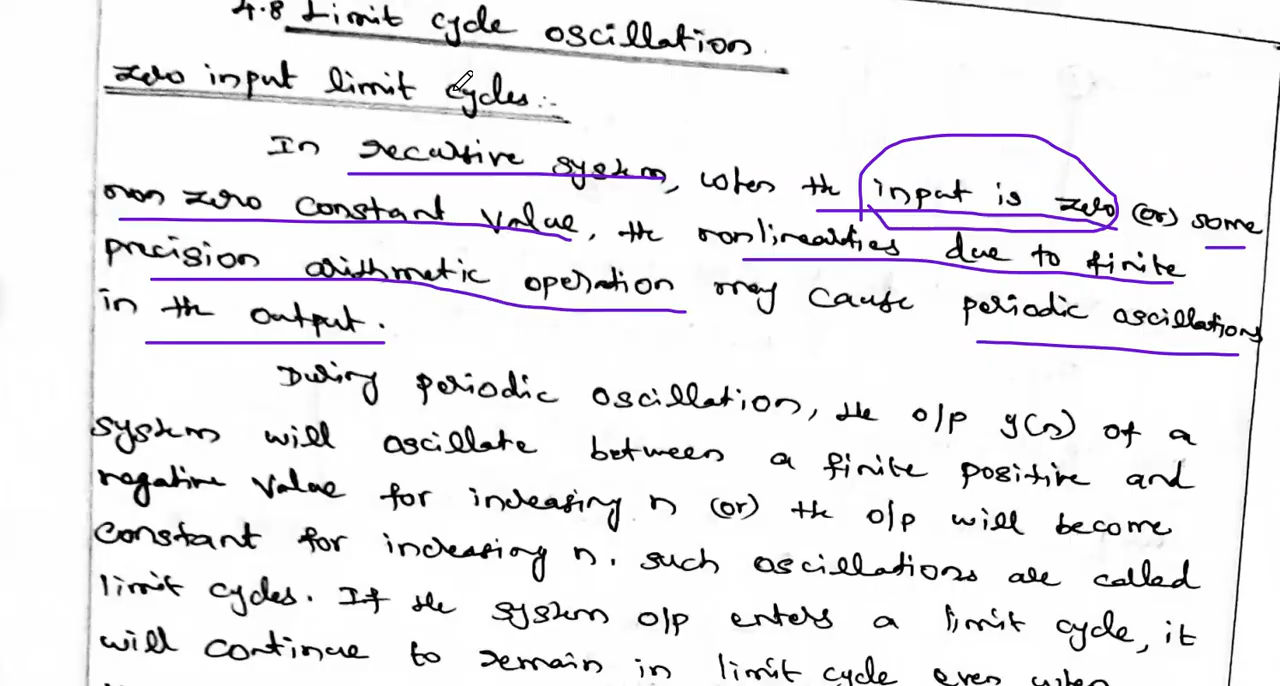 4.8 Limit cycle oscillation
Zero input limit cycles:-
In recursive system, when the input is zero (or) some
non zero constant value, the nonlinearities due to finite
precision arithmetic operation may cause periodic oscillations
in the output.
During periodic oscillation, the o/p y(n) of a
system will oscillate between a finite positive and
negative value for increasing n (or) the o/p will become
constant for increasing n. such oscillations are called
limit cycles. If the system o/p enters a limit cycle, it
will continue to remain in limit cycle even when